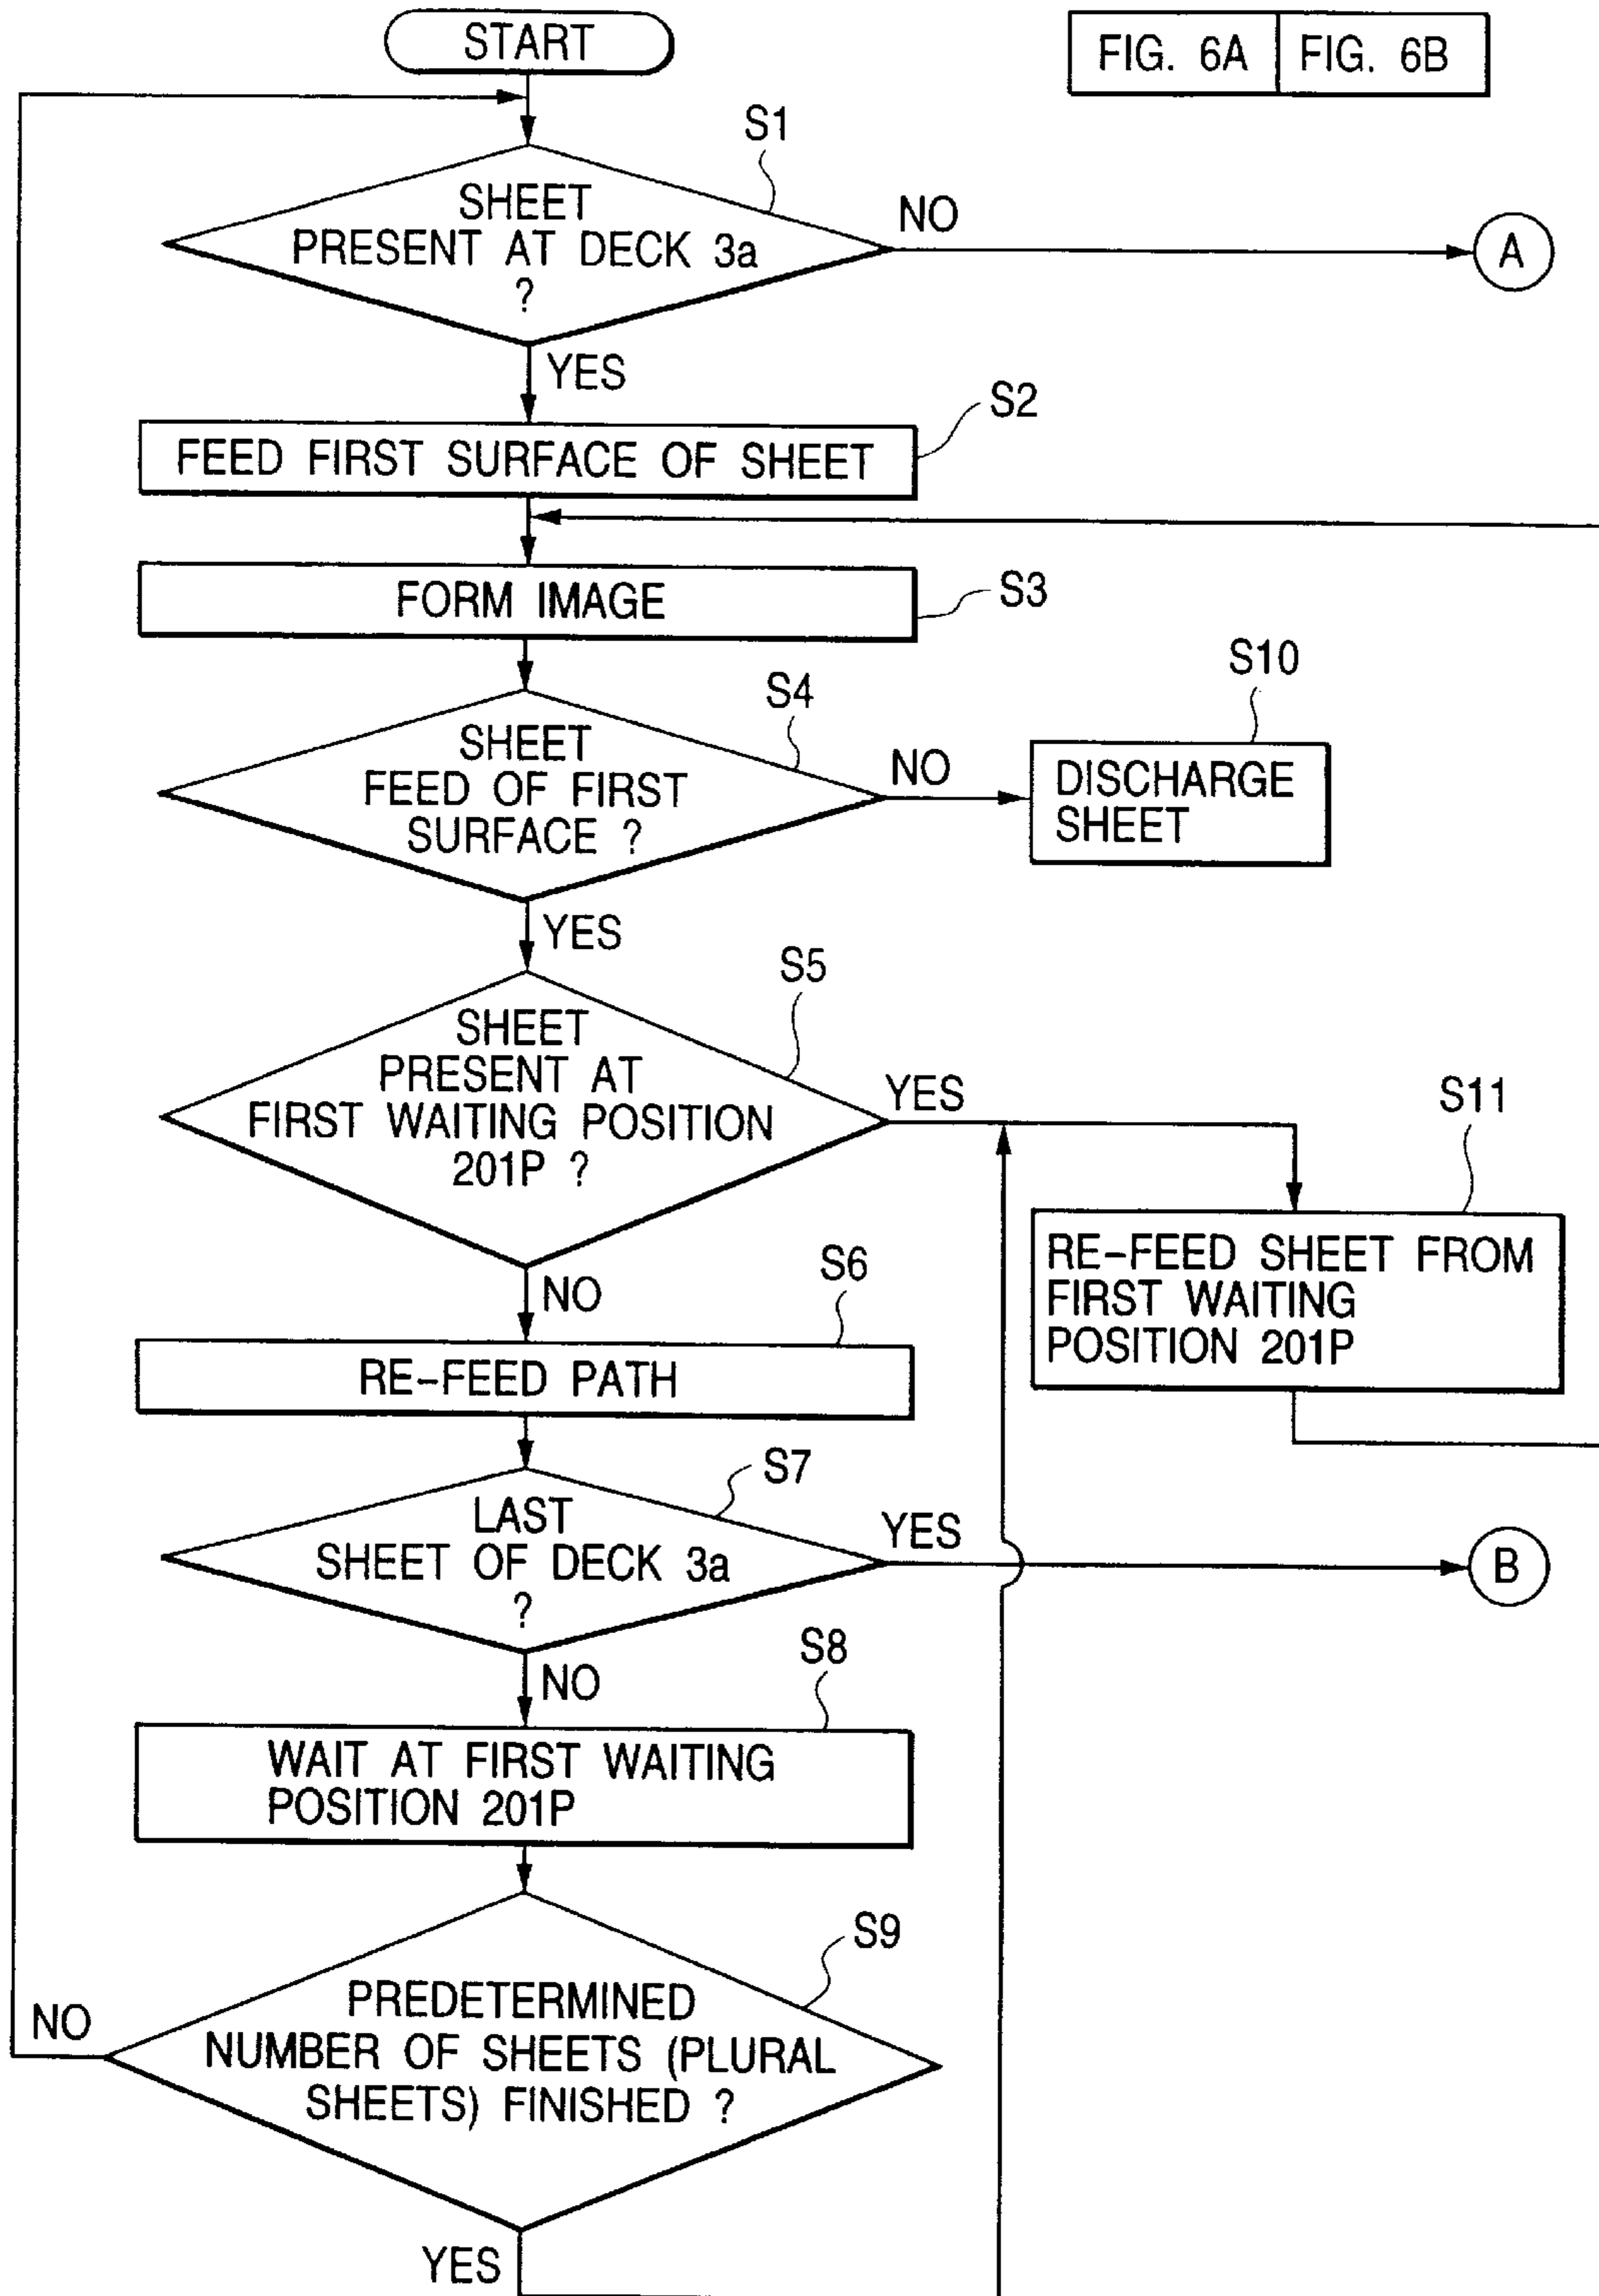 START
FIG. 6A FIG. 6B
S1
SHEET
PRESENT AT DECK 3a
?
NO
A
YES
S2
FEED FIRST SURFACE OF SHEET
FORM IMAGE
S3
S4
SHEET
FEED OF FIRST
SURFACE ?
NO
S10
DISCHARGE
SHEET
YES
S5
SHEET
PRESENT AT
FIRST WAITING POSITION
201P ?
YES
S11
RE-FEED SHEET FROM
FIRST WAITING
POSITION 201P
NO
S6
RE-FEED PATH
S7
LAST
SHEET OF DECK 3a
?
YES
B
NO
S8
WAIT AT FIRST WAITING
POSITION 201P
S9
PREDETERMINED
NUMBER OF SHEETS (PLURAL
SHEETS) FINISHED ?
NO
YES